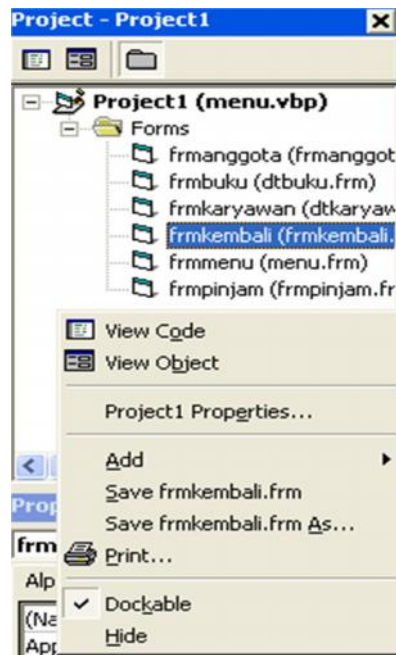 Project - Project1
Project1 (menu.vbp)
Forms
frmanggota (frmanggot
frmbuku (dtbuku.frm)
frmkaryawan (dtkaryaw
frmkembali (frmkembali.
frmmenu (menu.frm)
frmpinjam (frmpinjam.fr
View Code
View Object
Project1 Properties...
Add
Save frmkembali.frm
Save frmkembali.frm As...
Prop
frm
Print...
Alp
Dockable
(Na
Hide
App